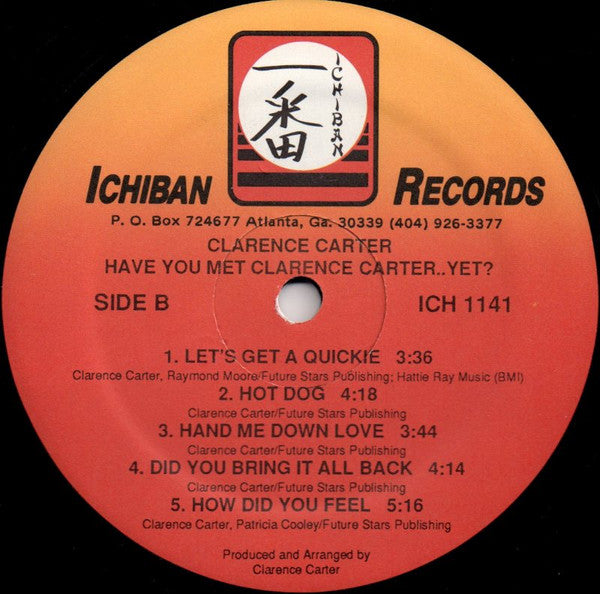 一番
ICHIBAN
ICHIBAN RECORDS
P. O. Box 724677 Atlanta, Ga. 30339 (404) 926-3377
CLARENCE CARTER
HAVE YOU MET CLARENCE CARTER..YET?
SIDE B ICH 1141
1. LET'S GET A QUICKIE 3:36
Clarence Carter, Raymond Moore/Future Stars Publishing; Hattie Ray Music (BMI)
2. HOT DOG 4:18
Clarence Carter/Future Stars Publishing
3. HAND ME DOWN LOVE 3:44
Clarence Carter/Future Stars Publishing
4. DID YOU BRING IT ALL BACK 4:14
Clarence Carter/Future Stars Publishing
5. HOW DID YOU FEEL 5:16
Clarence Carter, Patricia Cooley/Future Stars Publishing
Produced and Arranged by
Clarence Carter